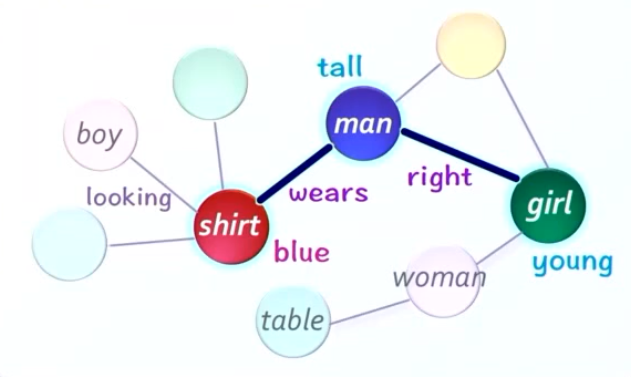 tall
man
boy
looking
wears
right
shirt
girl
blue
young
woman
table